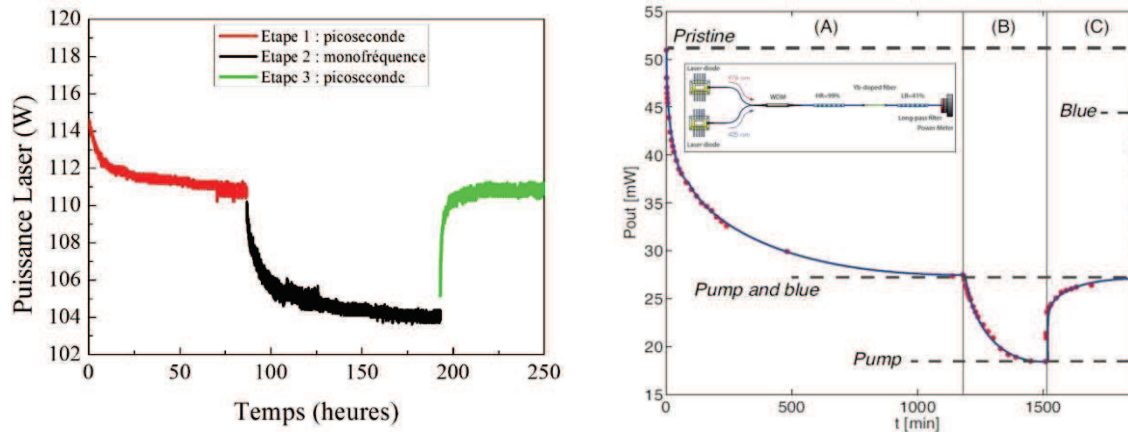 120
118
116
114
112
110
108
106
104
102
Puissance Laser (W)
Etape 1 : picoseconde
Etape 2 : monofréquence
Etape 3 : picoseconde
0
50
100
150
200
250
Temps (heures)
55
50
45
40
35
30
25
20
15
Pout [mW]
(A)
(B)
(C)
Pristine
Laser diode
WDM
HR=99%
Yb-doped fiber
LR=41%
Long-pass filter
Power Meter
Laser diode
Blue
Pump and blue
Pump
0
500
1000
1500
t [min]